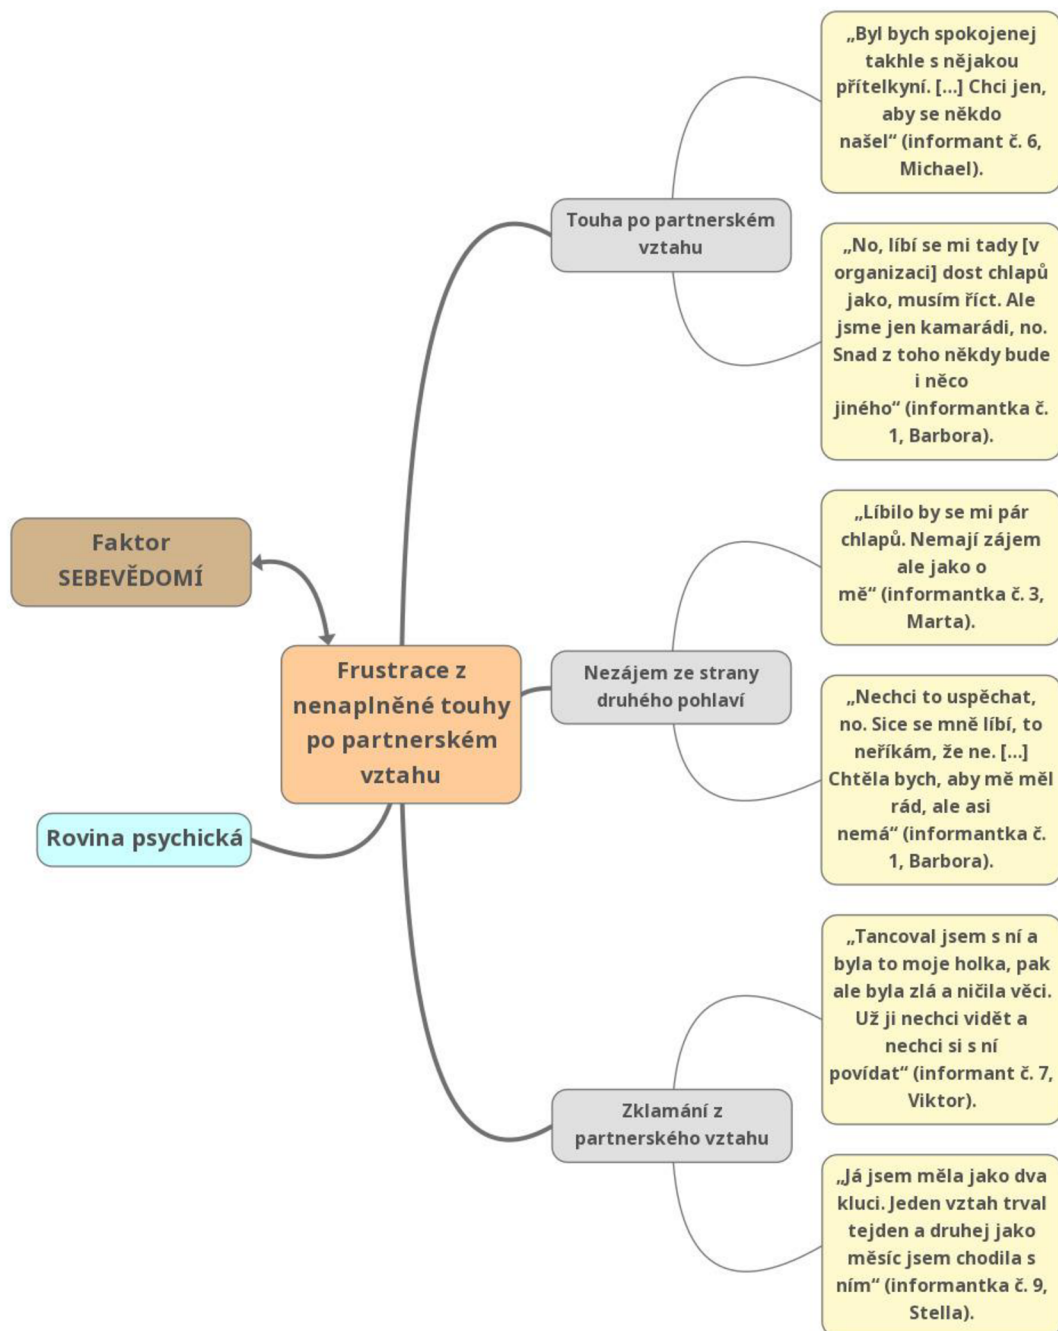 Faktor
SEBEVĚDOMÍ
Rovina psychická
Frustrace z
nenaplněné touhy
po partnerském
vztahu
Touha po partnerském
vztahu
„Byl bych spokojenej
takhle s nějakou
přítelkyní. [...] Chci jen,
aby se někdo
našel“ (informant č. 6,
Michael).
„No, líbí se mi tady [v
organizaci] dost chlapů
jako, musím říct. Ale
jsme jen kamarádi, no.
Snad z toho někdy bude
i něco
jiného“ (informantka č.
1, Barbora).
Nezájem ze strany
druhého pohlaví
„Líbilo by se mi pár
chlapů. Nemají zájem
ale jako o
mě“ (informantka č. 3,
Marta).
„Nechci to uspěchat,
no. Sice se mně líbí, to
neříkám, že ne. [...]
Chtěla bych, aby mě měl
rád, ale asi
nemá“ (informantka č.
1, Barbora).
Zklamání z
partnerského vztahu
„Tancoval jsem s ní a
byla to moje holka, pak
ale byla zlá a ničila věci.
Už ji nechci vidět a
nechci si s ní
povídat“ (informant č. 7,
Viktor).
„Já jsem měla jako dva
kluci. Jeden vztah trval
tejden a druhej jako
měsíc jsem chodila s
ním“ (informantka č. 9,
Stella).